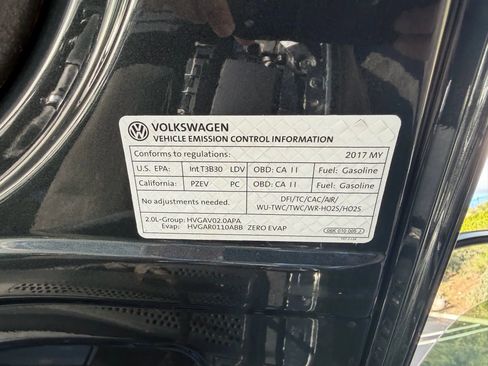 VOLKSWAGEN
VEHICLE EMISSION CONTROL INFORMATION
Conforms to regulations: 2017 MY
U.S. EPA: Int T3B30 LDV OBD: CA II Fuel: Gasoline
California: PZEV PC OBD: CA II Fuel: Gasoline
No adjustments needed. DFI/TC/CAC/AIR/
WU-TWC/TWC/WR-HO2S/HO2S
2.0L-Group: HVGAV02.0APA
Evap: HVGAR0110ABB ZERO EVAP